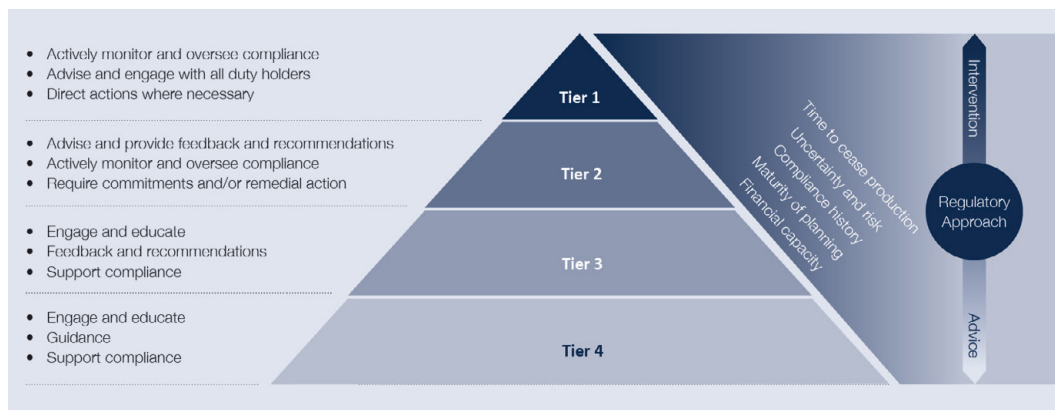 • Actively monitor and oversee compliance
• Advise and engage with all duty holders
• Direct actions where necessary
Tier 1
• Advise and provide feedback and recommendations
• Actively monitor and oversee compliance
• Require commitments and/or remedial action
Tier 2
• Engage and educate
• Feedback and recommendations
• Support compliance
Tier 3
• Engage and educate
• Guidance
• Support compliance
Tier 4
Time to cease production
Uncertainty and risk
Compliance history
Maturity of planning
Financial capacity
Intervention
Regulatory
Approach
Advice